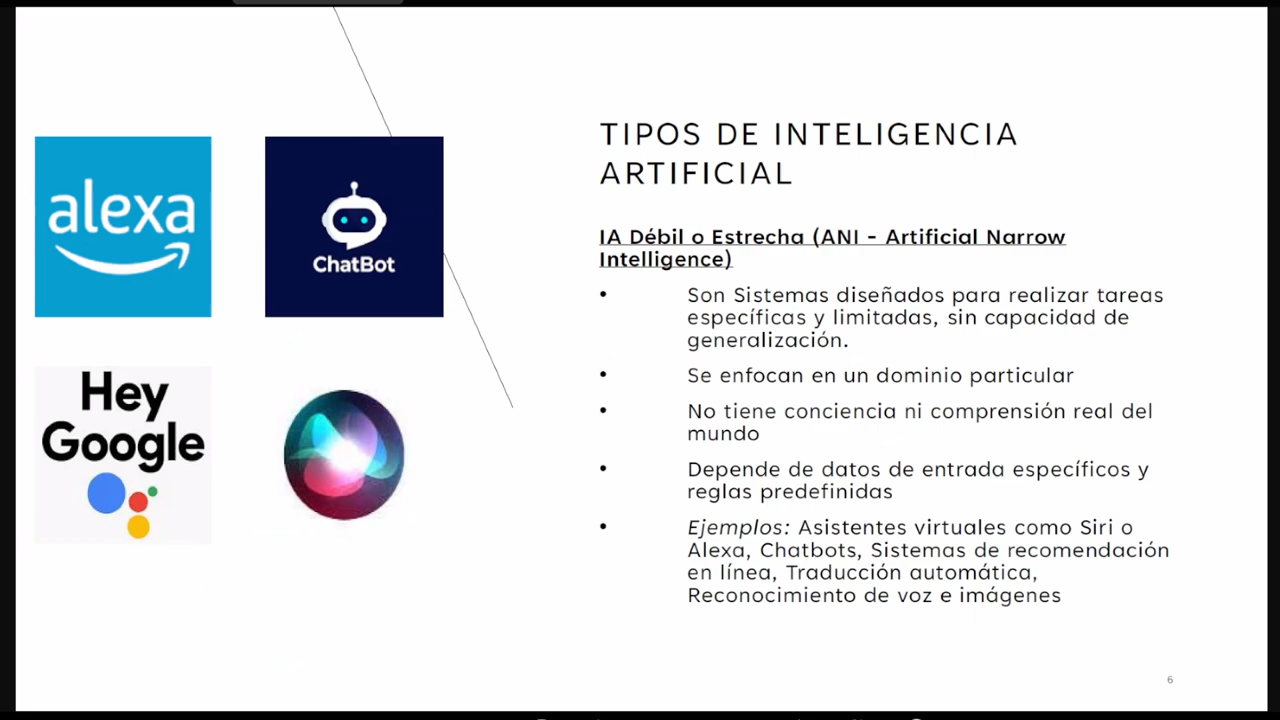 alexa
ChatBot
Hey
Google
TIPOS DE INTELIGENCIA
ARTIFICIAL
IA Débil o Estrecha (ANI - Artificial Narrow
Intelligence)
• Son Sistemas diseñados para realizar tareas
específicas y limitadas, sin capacidad de
generalización.
• Se enfocan en un dominio particular
• No tiene conciencia ni comprensión real del
mundo
• Depende de datos de entrada específicos y
reglas predefinidas
• Ejemplos: Asistentes virtuales como Siri o
Alexa, Chatbots, Sistemas de recomendación
en línea, Traducción automática,
Reconocimiento de voz e imágenes
6